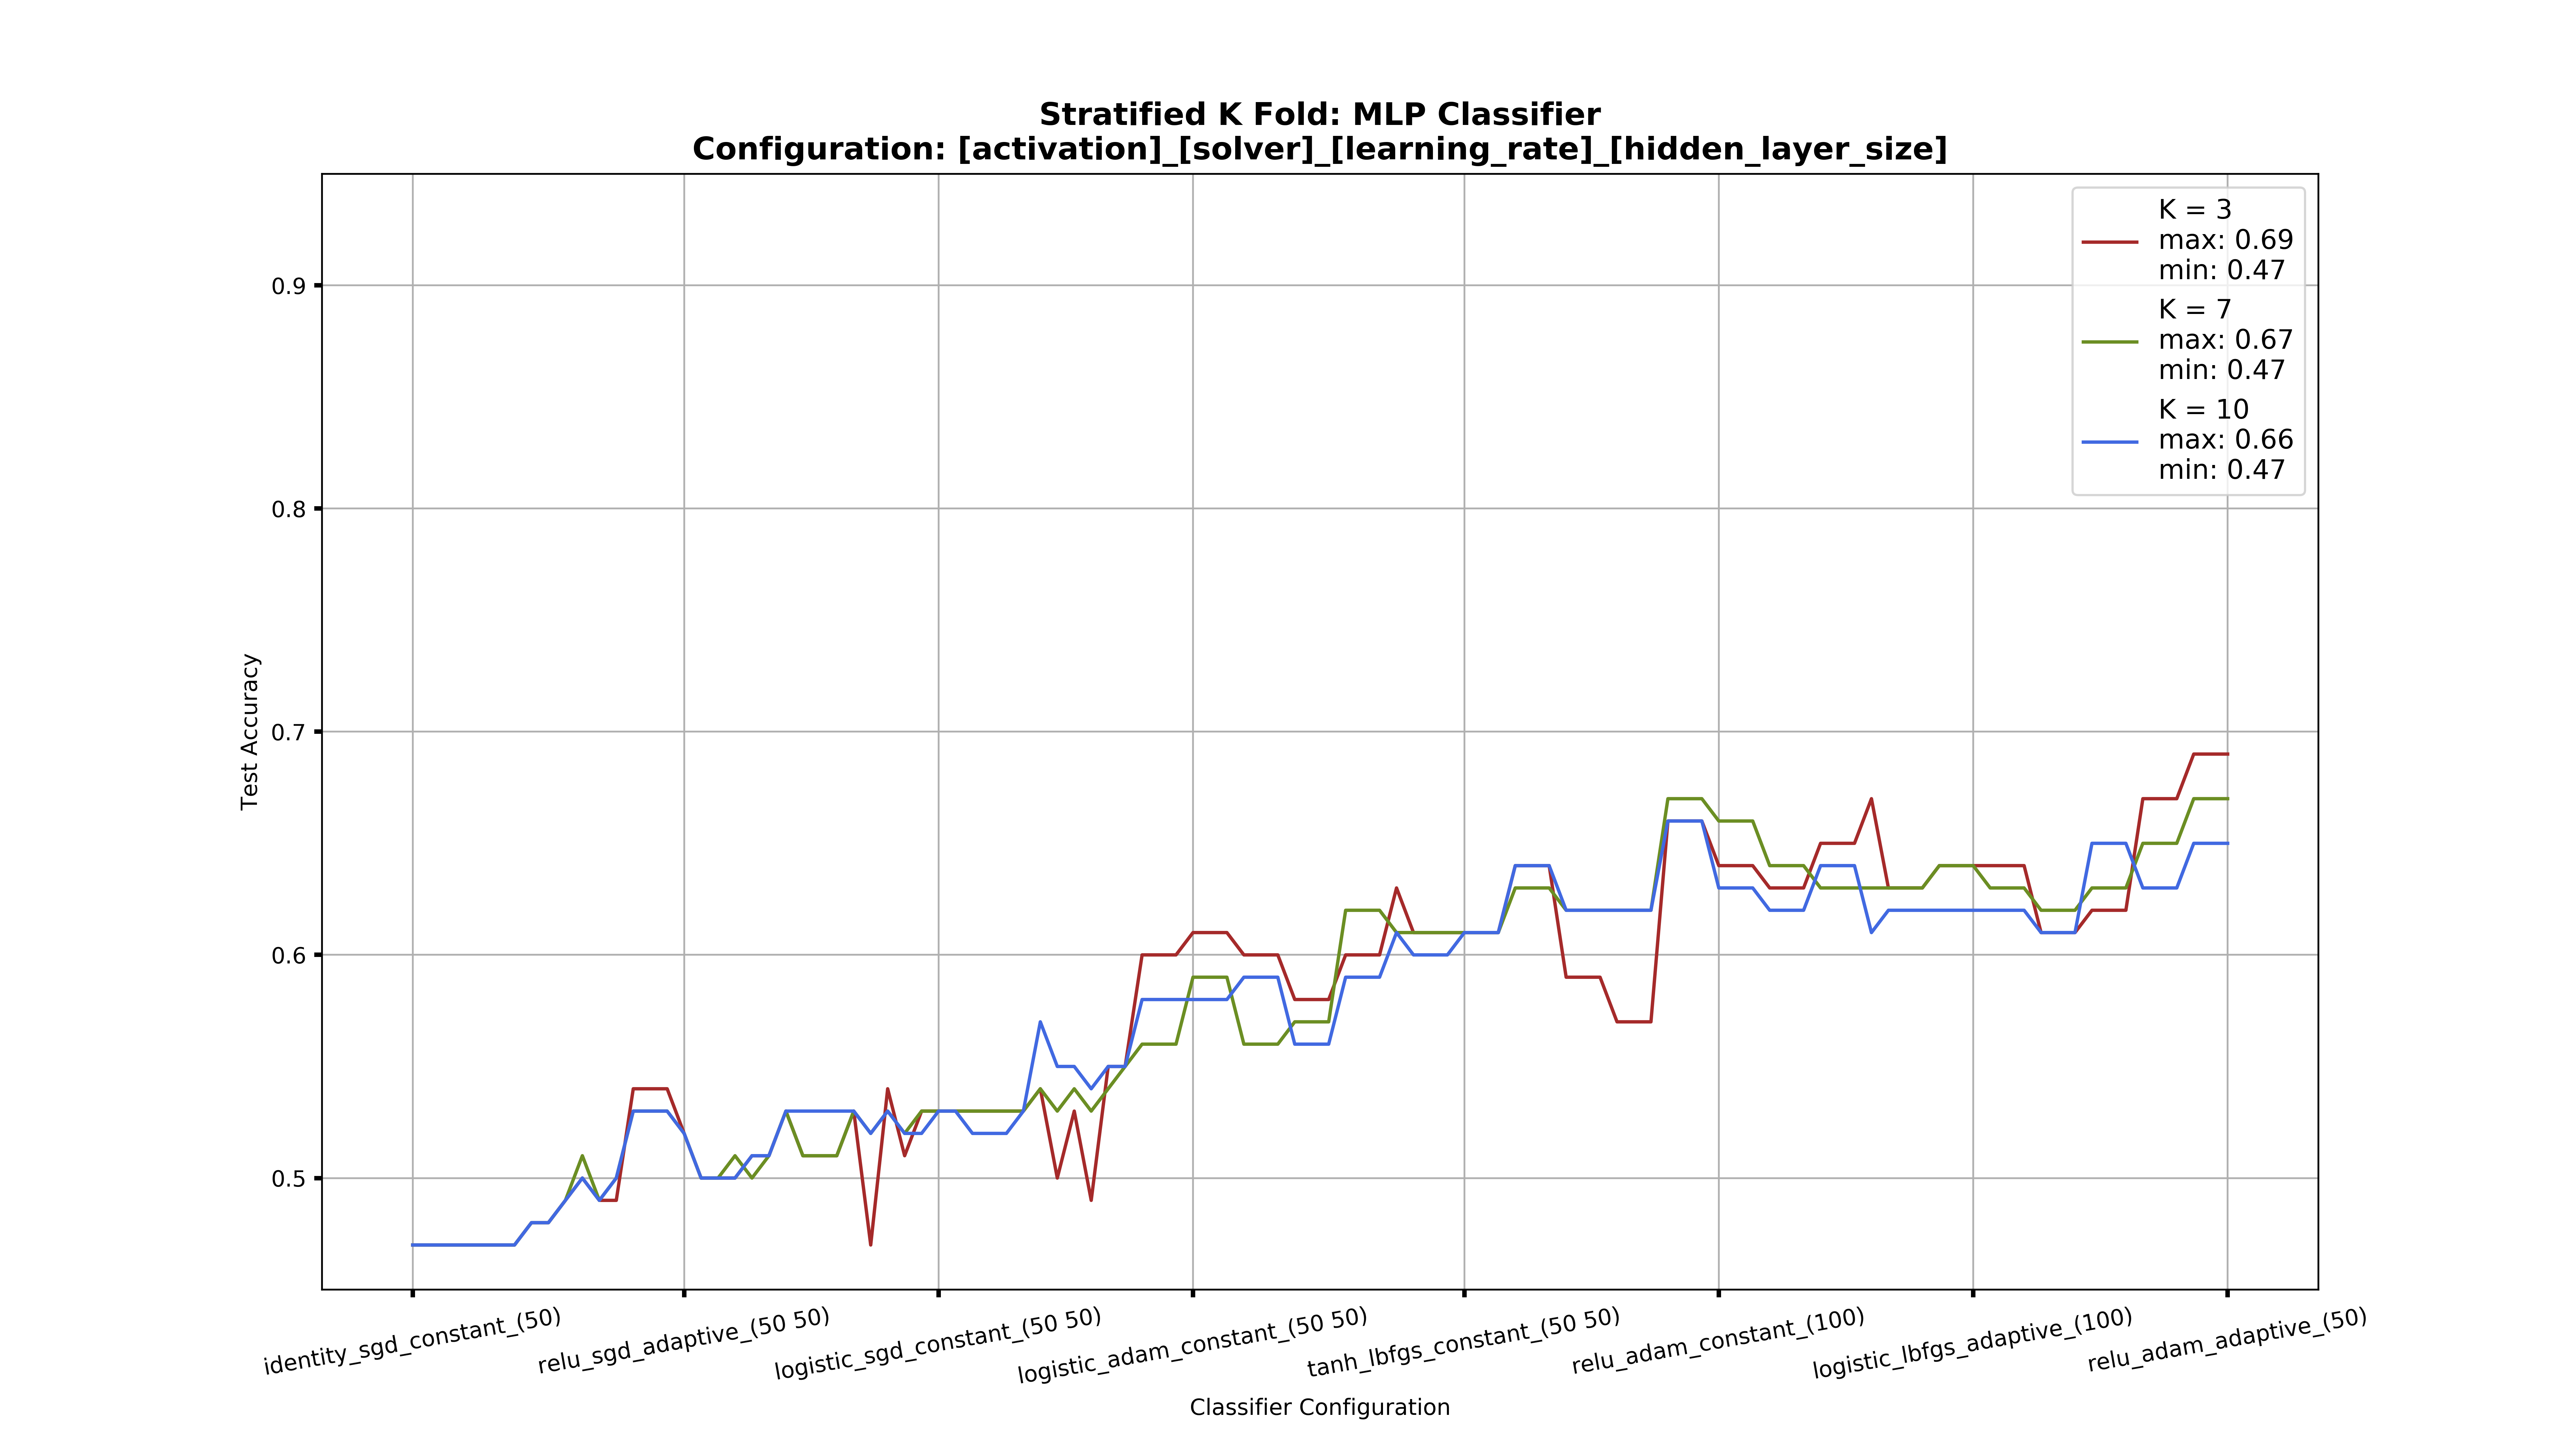 Stratified K Fold: MLP Classifier
Configuration: [activation]_[solver]_[learning_rate]_[hidden_layer_size]
K = 3
max: 0.69
min: 0.47
K = 7
max: 0.67
min: 0.47
K = 10
max: 0.66
min: 0.47
0.9
0.8
0.7
0.6
0.5
Test Accuracy
identity_sgd_constant_(50)
relu_sgd_adaptive_(50 50)
logistic_sgd_constant_(50 50)
logistic_adam_constant_(50 50)
tanh_lbfgs_constant_(50 50)
relu_adam_constant_(100)
logistic_lbfgs_adaptive_(100)
relu_adam_adaptive_(50)
Classifier Configuration